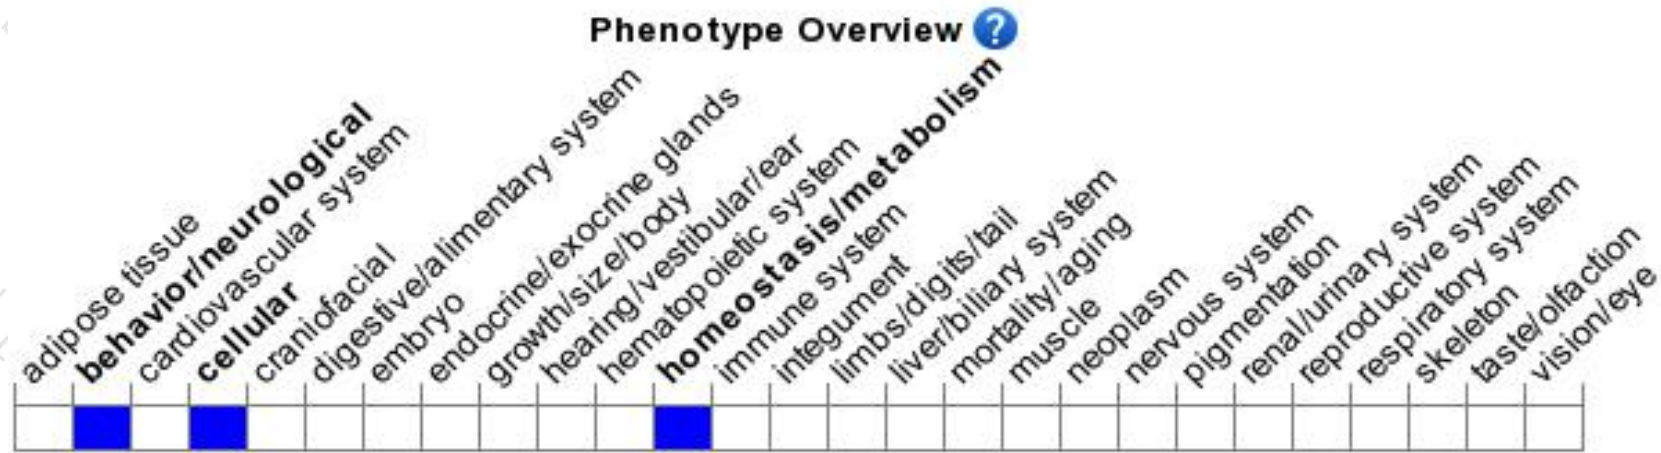 Phenotype Overview ?
adipose tissue
behavior/neurological
cardiovascular system
cellular
craniofacial
digestive/alimentary system
embryo
endocrine/exocrine glands
growth/size/body
hearing/vestibular/ear
hematopoietic system
homeostasis/metabolism
immune system
integument
limbs/digits/tail
liver/biliary system
mortality/aging
muscle
neoplasm
nervous system
pigmentation
renal/urinary system
reproductive system
respiratory system
skeleton
taste/olfaction
vision/eye